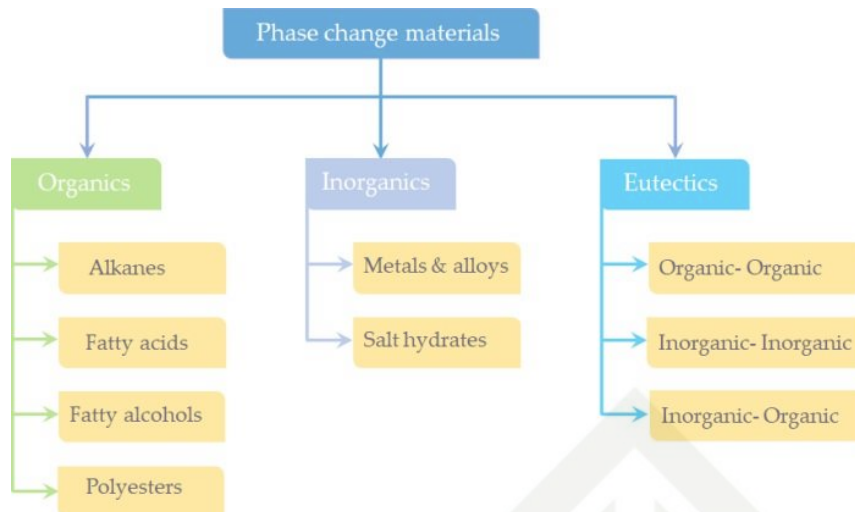 Phase change materials
Organics
Inorganics
Eutectics
Alkanes
Fatty acids
Fatty alcohols
Polyesters
Metals & alloys
Salt hydrates
Organic- Organic
Inorganic- Inorganic
Inorganic- Organic